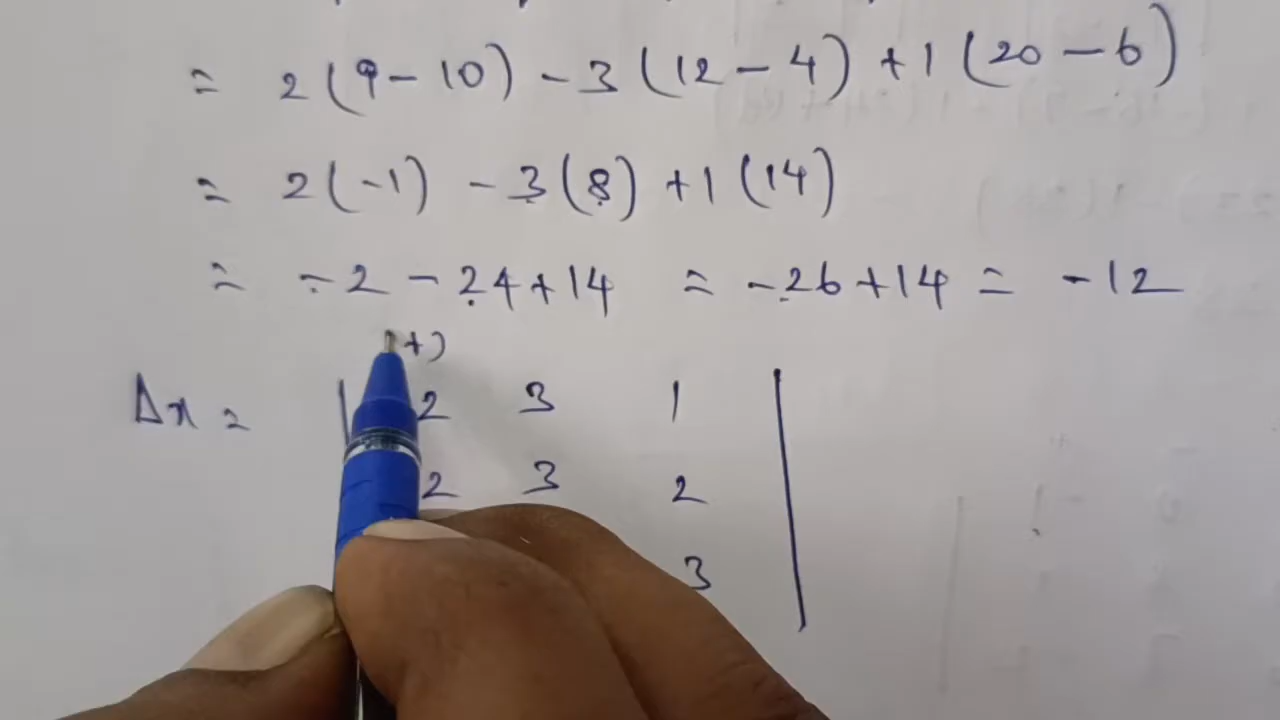 = 2(9-10) -3(12-4) +1(20-6)
= 2(-1) -3(8) +1(14)
= -2 -24+14 = -26+14 = -12
+)
Δx = | 2 3 1 |
2 3 2
3